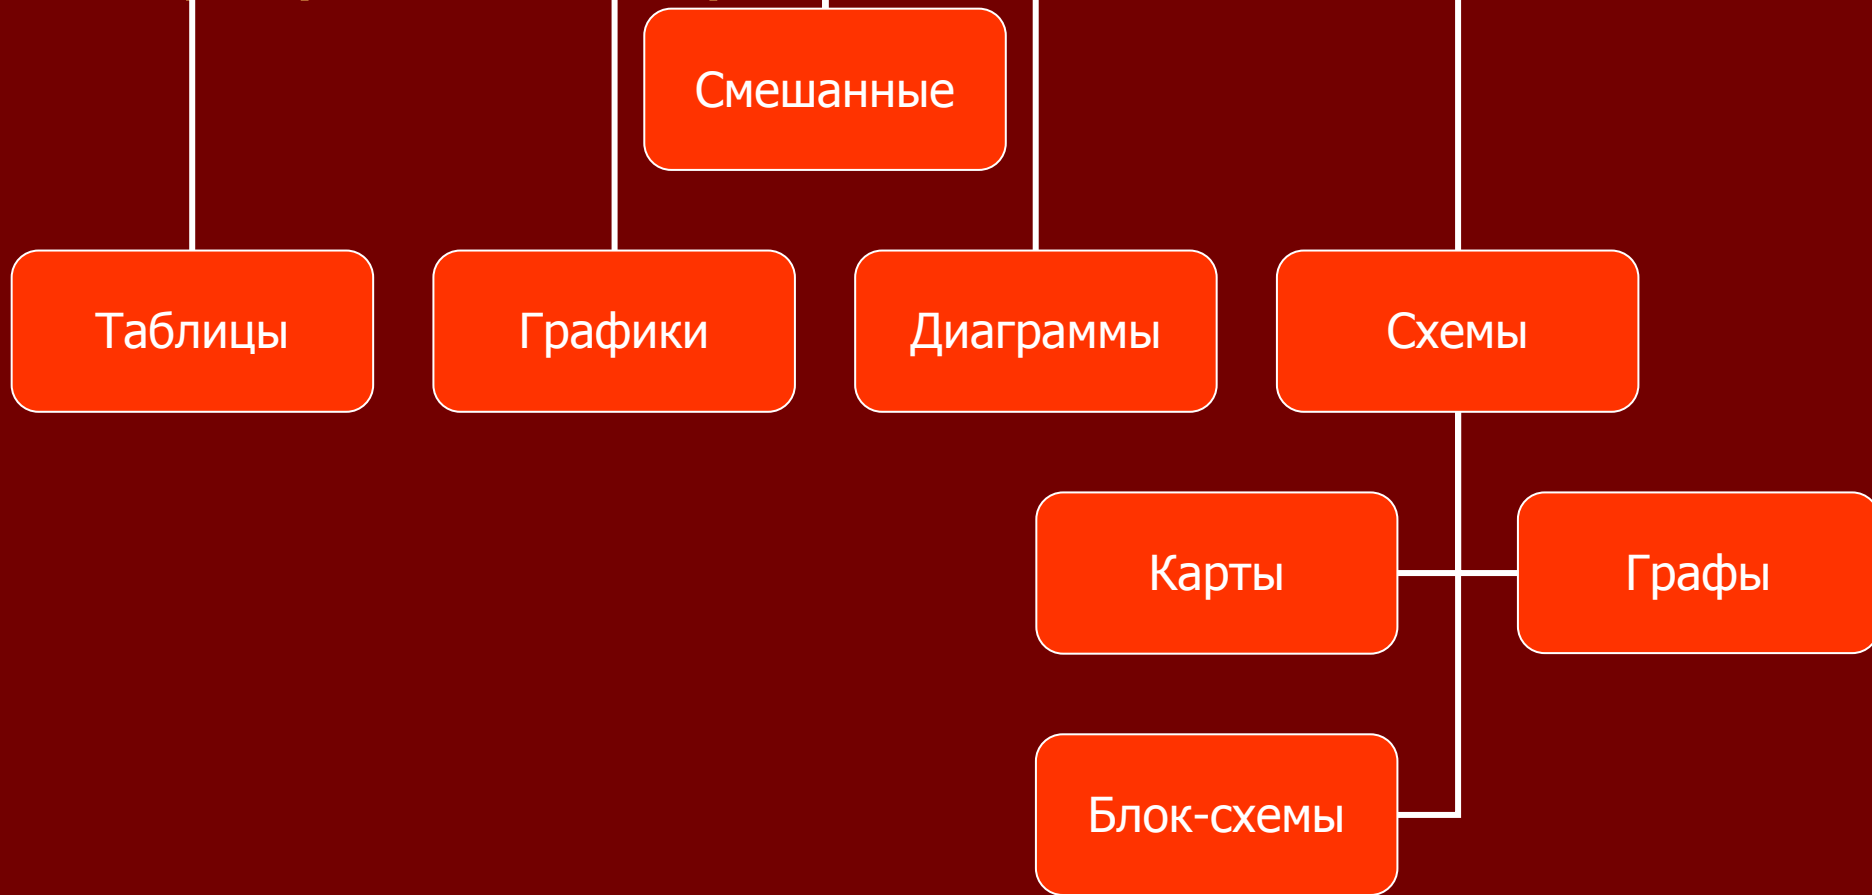 Смешанные
Таблицы
Графики
Диаграммы
Схемы
Карты
Графы
Блок-схемы